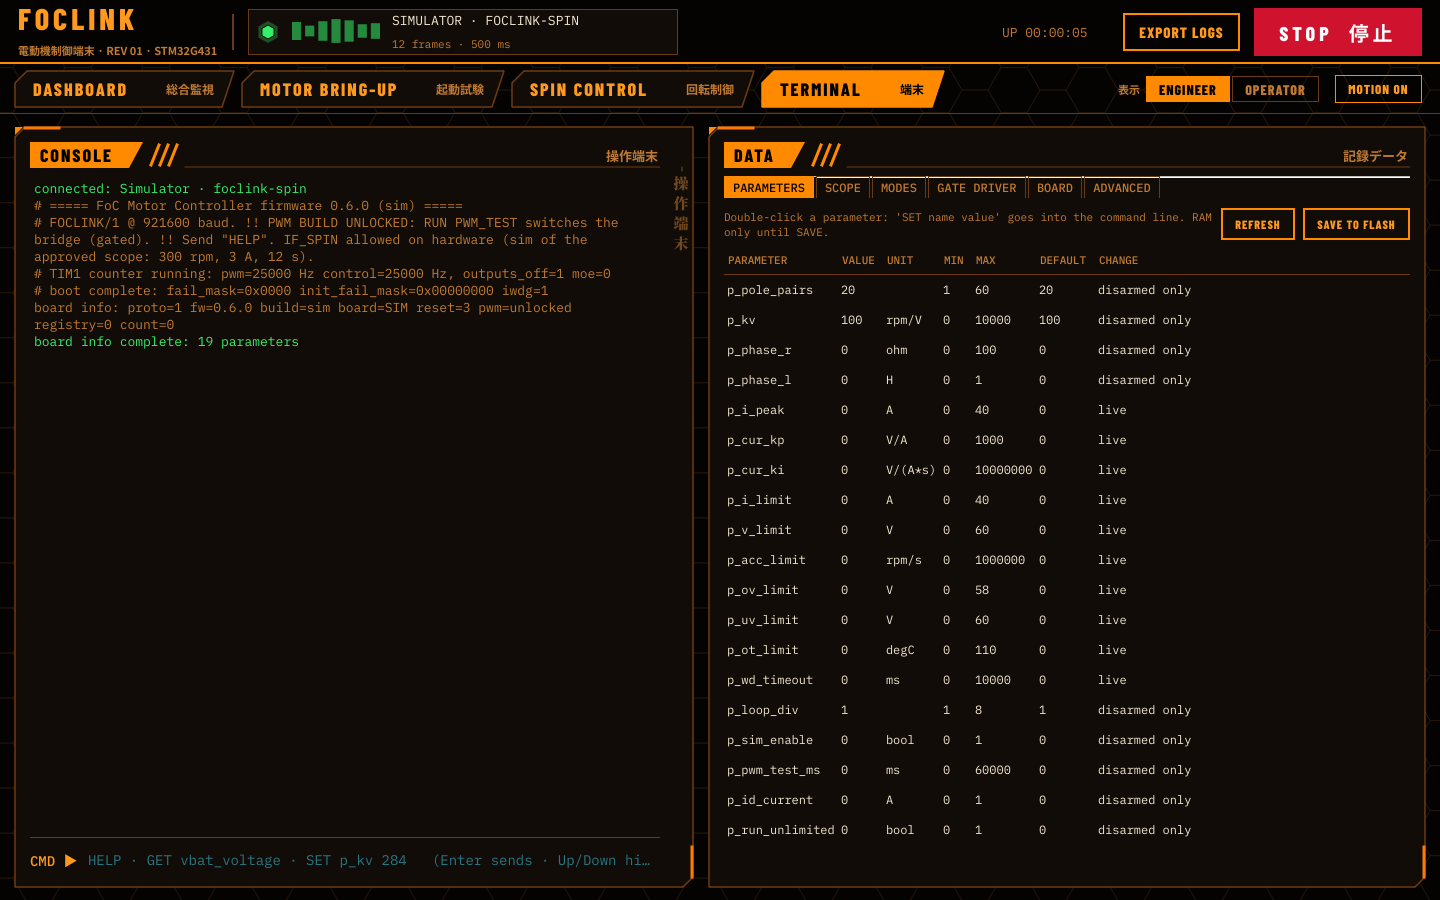 FOCLINK
電動機制御端末・REV 01・STM32G431
SIMULATOR · FOCLINK-SPIN
12 frames · 500 ms
UP 00:00:05
EXPORT LOGS
STOP 停止
DASHBOARD 総合監視
MOTOR BRING-UP 起動試験
SPIN CONTROL 回転制御
TERMINAL 端末
表示 ENGINEER OPERATOR
MOTION ON
CONSOLE 操作端末
操作端末
connected: Simulator · foclink-spin
# ===== FoC Motor Controller firmware 0.6.0 (sim) =====
# FOCLINK/1 @ 921600 baud. !! PWM BUILD UNLOCKED: RUN PWM_TEST switches the
bridge (gated). !! Send "HELP". IF_SPIN allowed on hardware (sim of the
approved scope: 300 rpm, 3 A, 12 s).
# TIM1 counter running: pwm=25000 Hz control=25000 Hz, outputs_off=1 moe=0
# boot complete: fail_mask=0x0000 init_fail_mask=0x00000000 iwdg=1
board info: proto=1 fw=0.6.0 build=sim board=SIM reset=3 pwm=unlocked
registry=0 count=0
board info complete: 19 parameters
CMD ▶ HELP · GET vbat_voltage · SET p_kv 284 (Enter sends · Up/Down hi…
DATA 記録データ
PARAMETERS SCOPE MODES GATE DRIVER BOARD ADVANCED
Double-click a parameter: 'SET name value' goes into the command line. RAM
only until SAVE.
REFRESH
SAVE TO FLASH
PARAMETER VALUE UNIT MIN MAX DEFAULT CHANGE
p_pole_pairs 20 1 60 20 disarmed only
p_kv 100 rpm/V 0 10000 100 disarmed only
p_phase_r 0 ohm 0 100 0 disarmed only
p_phase_l 0 H 0 1 0 disarmed only
p_i_peak 0 A 0 40 0 live
p_cur_kp 0 V/A 0 1000 0 live
p_cur_ki 0 V/(A*s) 0 10000000 0 live
p_i_limit 0 A 0 40 0 live
p_v_limit 0 V 0 60 0 live
p_acc_limit 0 rpm/s 0 1000000 0 live
p_ov_limit 0 V 0 58 0 live
p_uv_limit 0 V 0 60 0 live
p_ot_limit 0 degC 0 110 0 live
p_wd_timeout 0 ms 0 10000 0 live
p_loop_div 1 1 8 1 disarmed only
p_sim_enable 0 bool 0 1 0 disarmed only
p_pwm_test_ms 0 ms 0 60000 0 disarmed only
p_id_current 0 A 0 1 0 disarmed only
p_run_unlimited 0 bool 0 1 0 disarmed only